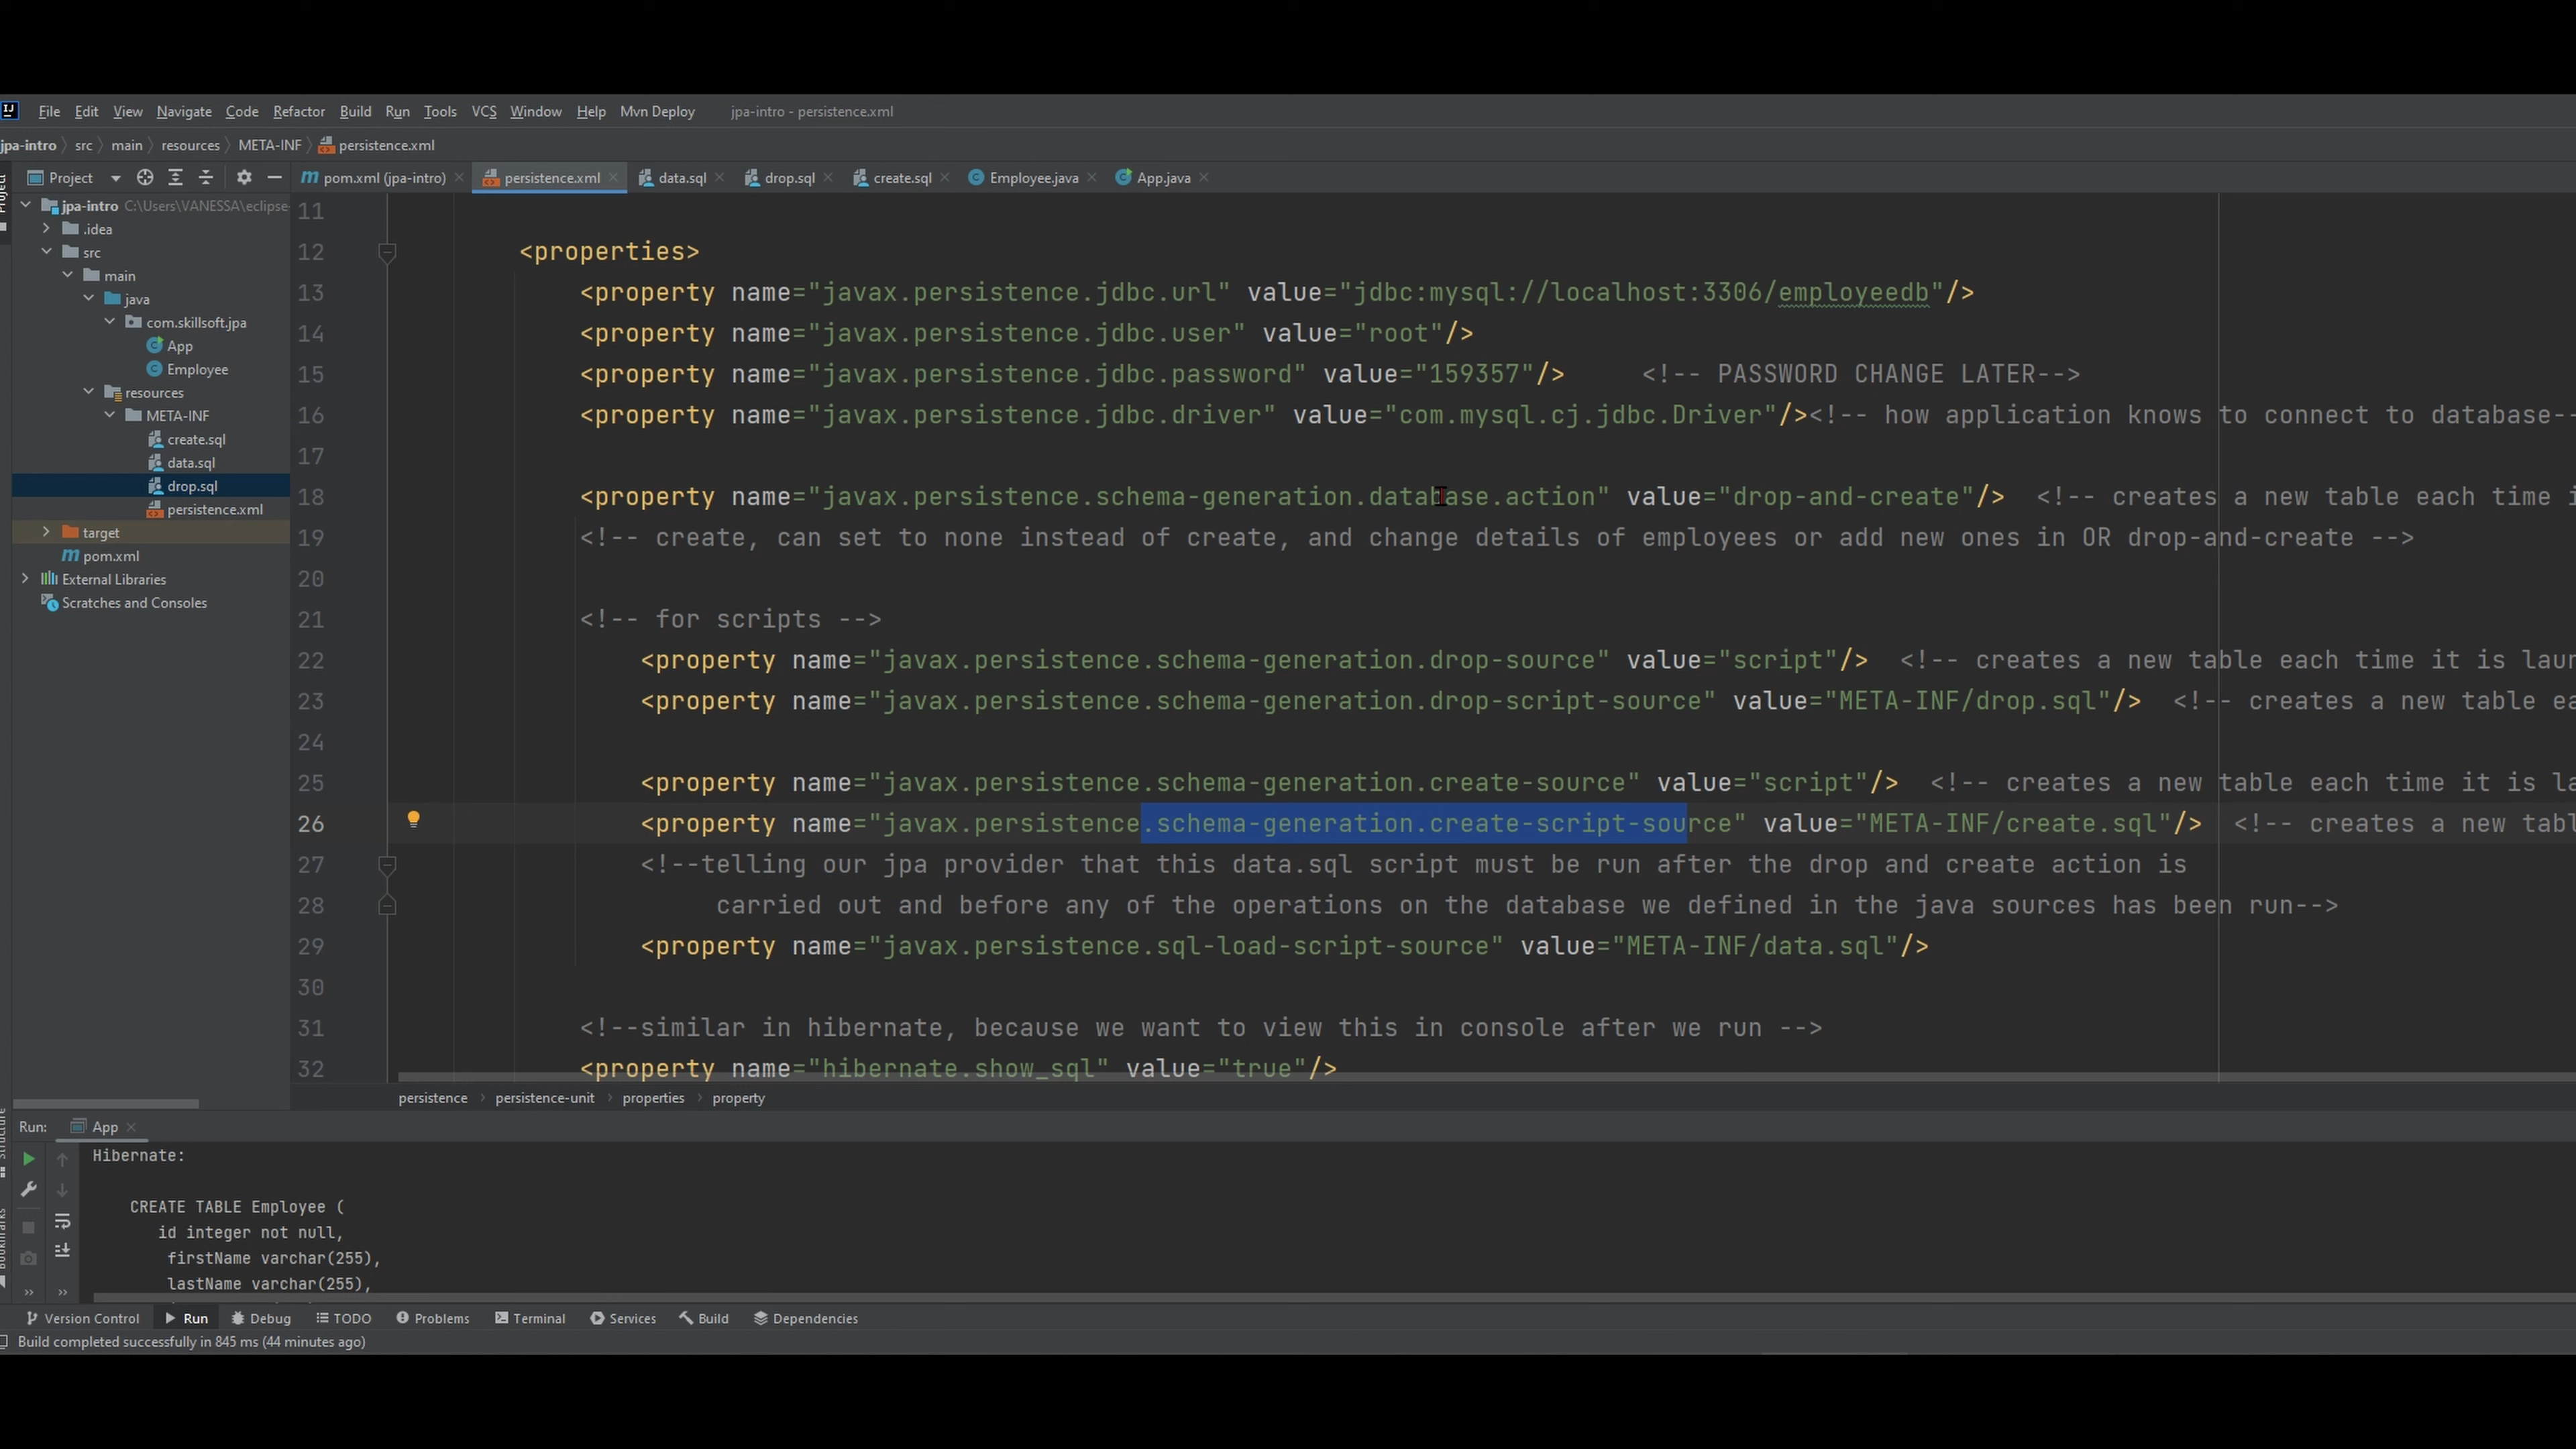 File Edit View Navigate Code Refactor Build Run Tools VCS Window Help Mvn Deploy jpa-intro - persistence.xml
jpa-intro src main resources META-INF persistence.xml
Project
pom.xml (jpa-intro) persistence.xml data.sql drop.sql create.sql Employee.java App.java
Project
jpa-intro C:\Users\VANESSA\eclipse-
.idea
src
main
java
com.skillsoft.jpa
App
Employee
resources
META-INF
create.sql
data.sql
drop.sql
persistence.xml
target
pom.xml
External Libraries
Scratches and Consoles
11
12 <properties>
13 <property name="javax.persistence.jdbc.url" value="jdbc:mysql://localhost:3306/employeedb"/>
14 <property name="javax.persistence.jdbc.user" value="root"/>
15 <property name="javax.persistence.jdbc.password" value="159357"/> <!-- PASSWORD CHANGE LATER-->
16 <property name="javax.persistence.jdbc.driver" value="com.mysql.cj.jdbc.Driver"/><!-- how application knows to connect to database--
17
18 <property name="javax.persistence.schema-generation.database.action" value="drop-and-create"/> <!-- creates a new table each time i
19 <!-- create, can set to none instead of create, and change details of employees or add new ones in OR drop-and-create -->
20
21 <!-- for scripts -->
22 <property name="javax.persistence.schema-generation.drop-source" value="script"/> <!-- creates a new table each time it is laun
23 <property name="javax.persistence.schema-generation.drop-script-source" value="META-INF/drop.sql"/> <!-- creates a new table ea
24
25 <property name="javax.persistence.schema-generation.create-source" value="script"/> <!-- creates a new table each time it is la
26 <property name="javax.persistence.schema-generation.create-script-source" value="META-INF/create.sql"/> <!-- creates a new tabl
27 <!--telling our jpa provider that this data.sql script must be run after the drop and create action is
28 carried out and before any of the operations on the database we defined in the java sources has been run-->
29 <property name="javax.persistence.sql-load-script-source" value="META-INF/data.sql"/>
30
31 <!--similar in hibernate, because we want to view this in console after we run -->
32 <property name="hibernate.show_sql" value="true"/>
persistence persistence-unit properties property
Structure
Bookmarks
Run: App
Hibernate:
CREATE TABLE Employee (
id integer not null,
firstName varchar(255),
lastName varchar(255),
Version Control Run Debug TODO Problems Terminal Services Build Dependencies
Build completed successfully in 845 ms (44 minutes ago)